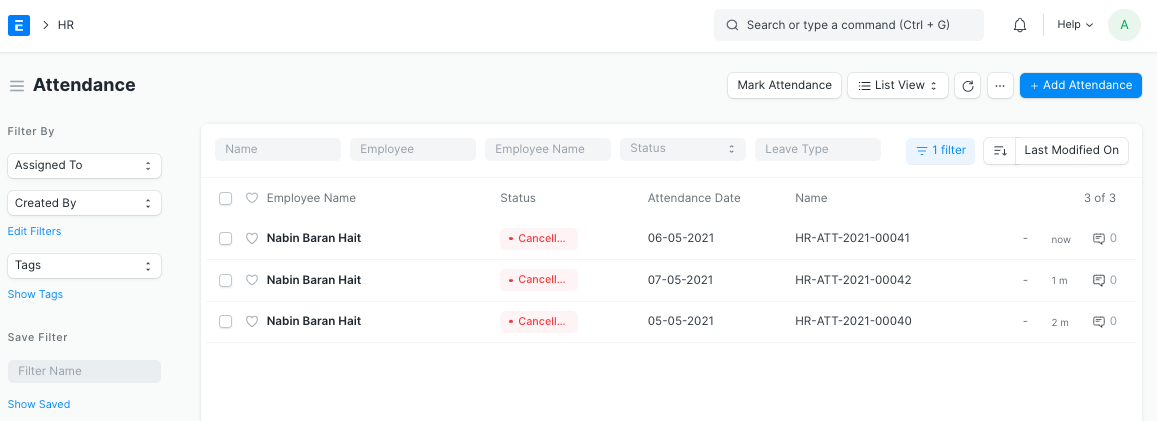 E > HR Search or type a command (Ctrl + G) Help A
Attendance Mark Attendance List View ... + Add Attendance
Filter By
Name Employee Employee Name Status Leave Type 1 filter Last Modified On
Assigned To
Created By
Edit Filters
Tags
Show Tags
Save Filter
Filter Name
Show Saved
Employee Name Status Attendance Date Name 3 of 3
Nabin Baran Hait • Cancell... 06-05-2021 HR-ATT-2021-00041 - now 0
Nabin Baran Hait • Cancell... 07-05-2021 HR-ATT-2021-00042 - 1 m 0
Nabin Baran Hait • Cancell... 05-05-2021 HR-ATT-2021-00040 - 2 m 0